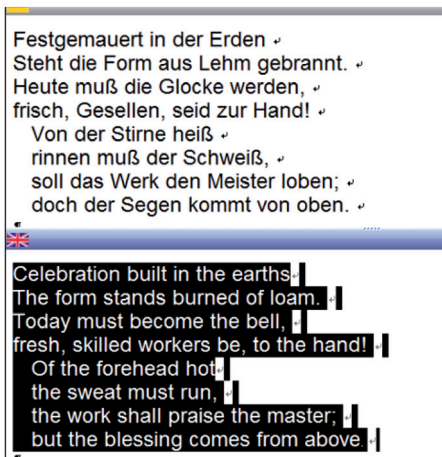 Festgemauert in der Erden
Steht die Form aus Lehm gebrannt.
Heute muß die Glocke werden,
frisch, Gesellen, seid zur Hand!
Von der Stirne heiß
rinnen muß der Schweiß,
soll das Werk den Meister loben;
doch der Segen kommt von oben.
Celebration built in the earths
The form stands burned of loam.
Today must become the bell,
fresh, skilled workers be, to the hand!
Of the forehead hot
the sweat must run,
the work shall praise the master;
but the blessing comes from above.